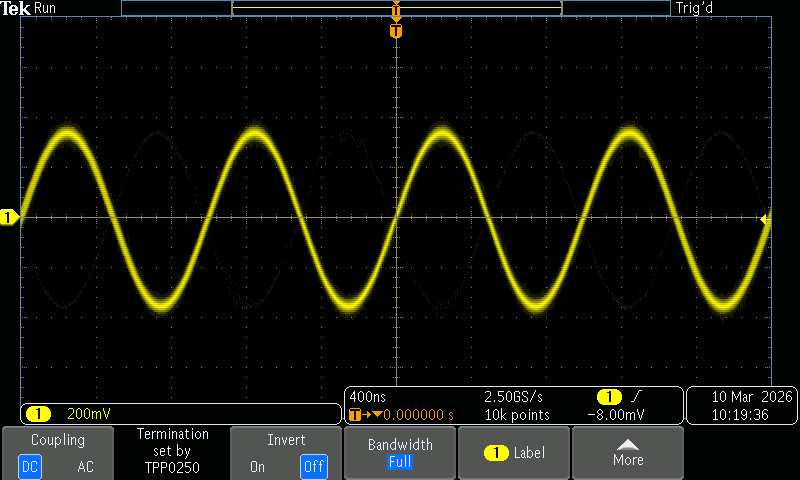 Tek Run Trig'd
T
T
1
1 200mV
400ns 2.50GS/s 1
T→▼0.000000 s 10k points −8.00mV
10 Mar 2026
10:19:36
Coupling
DC AC
Termination
set by
TPP0250
Invert
On Off
Bandwidth
Full
1 Label
More